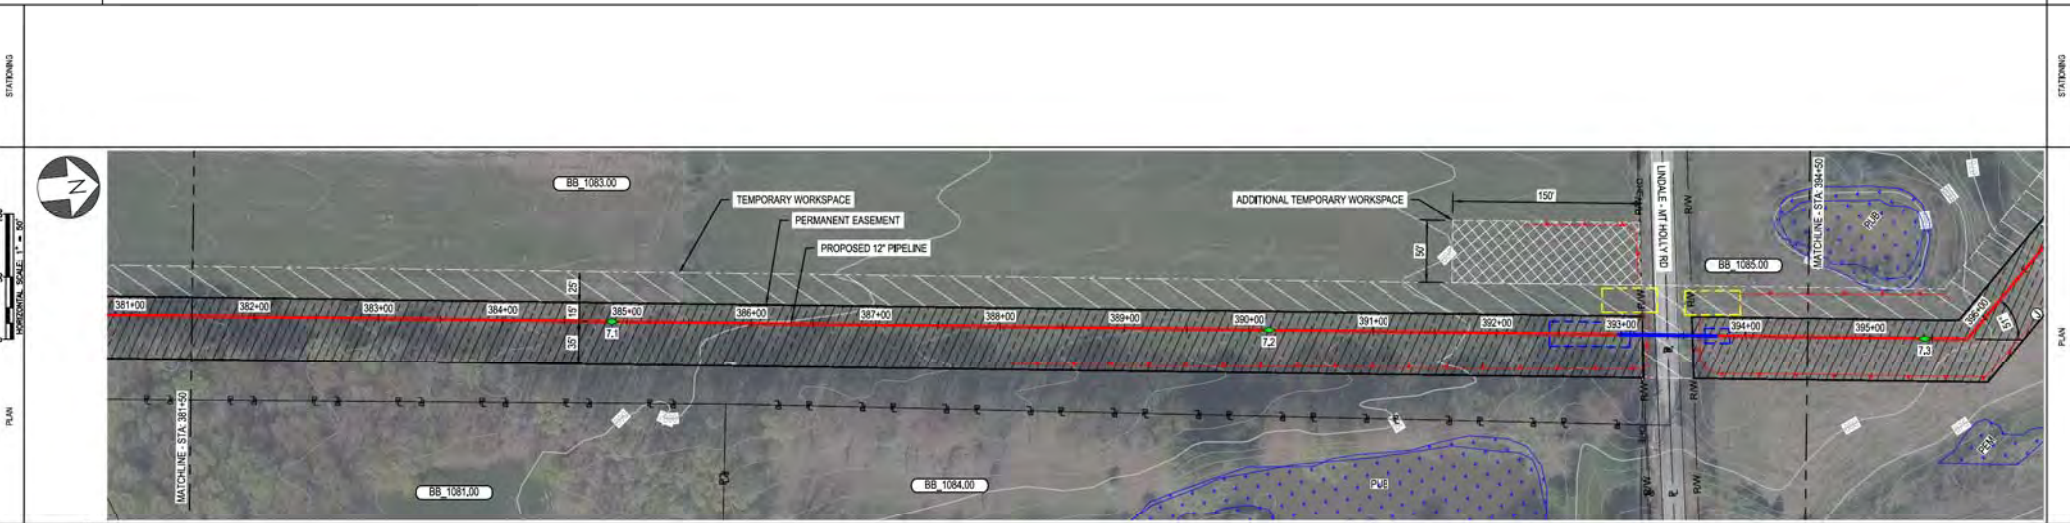 STATIONING
STATIONING
HORIZONTAL SCALE: 1" = 50'
PLAN
PLAN
N
BB_1083.00
TEMPORARY WORKSPACE
PERMANENT EASEMENT
PROPOSED 12" PIPELINE
ADDITIONAL TEMPORARY WORKSPACE
150'
50'
LINDALE - MT HOLLY RD
OHE
R/W
R/W
BB_1085.00
PUB
MATCHLINE - STA: 394+50
25'
15'
35'
381+00
382+00
383+00
384+00
385+00
386+00
387+00
388+00
389+00
390+00
391+00
392+00
393+00
394+00
395+00
396+00
R/W
R/W
7.1
7.2
7.3
51°
J
MATCHLINE - STA: 381+50
BB_1081.00
BB_1084.00
PUB
PEM
R/W
R/W
R/W
R/W